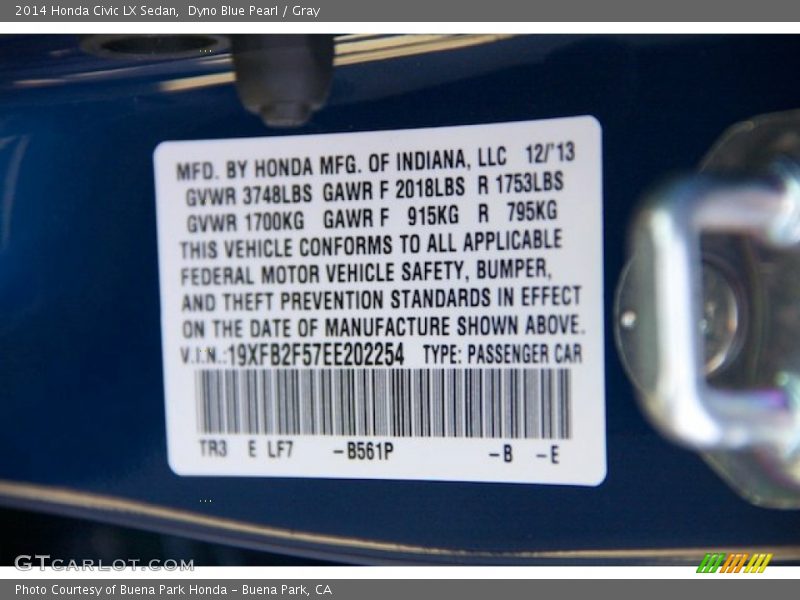 2014 Honda Civic LX Sedan, Dyno Blue Pearl / Gray
MFD. BY HONDA MFG. OF INDIANA, LLC 12/'13
GVWR 3748LBS GAWR F 2018LBS R 1753LBS
GVWR 1700KG GAWR F 915KG R 795KG
THIS VEHICLE CONFORMS TO ALL APPLICABLE
FEDERAL MOTOR VEHICLE SAFETY, BUMPER,
AND THEFT PREVENTION STANDARDS IN EFFECT
ON THE DATE OF MANUFACTURE SHOWN ABOVE.
V.I.N.:19XFB2F57EE202254 TYPE: PASSENGER CAR
TR3 E LF7 -B561P -B -E
GTCARLOT.COM
Photo Courtesy of Buena Park Honda - Buena Park, CA